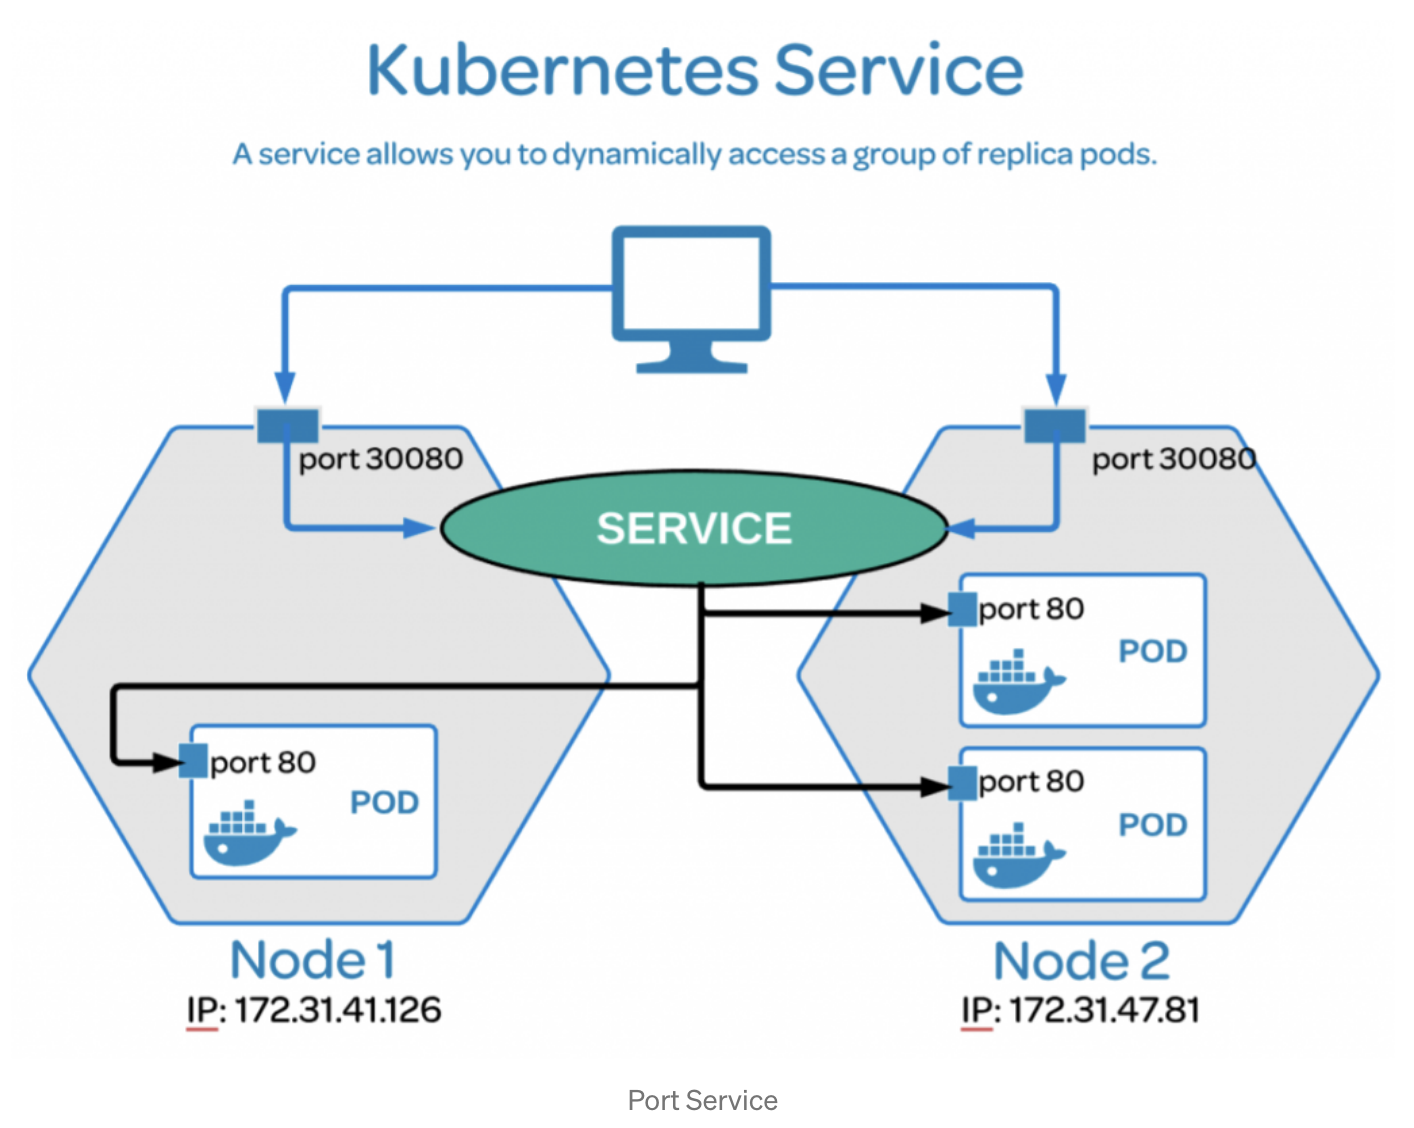 Kubernetes Service
A service allows you to dynamically access a group of replica pods.
port 30080
port 30080
SERVICE
port 80
POD
port 80
POD
port 80
POD
Node 1
IP: 172.31.41.126
Node 2
IP: 172.31.47.81
Port Service